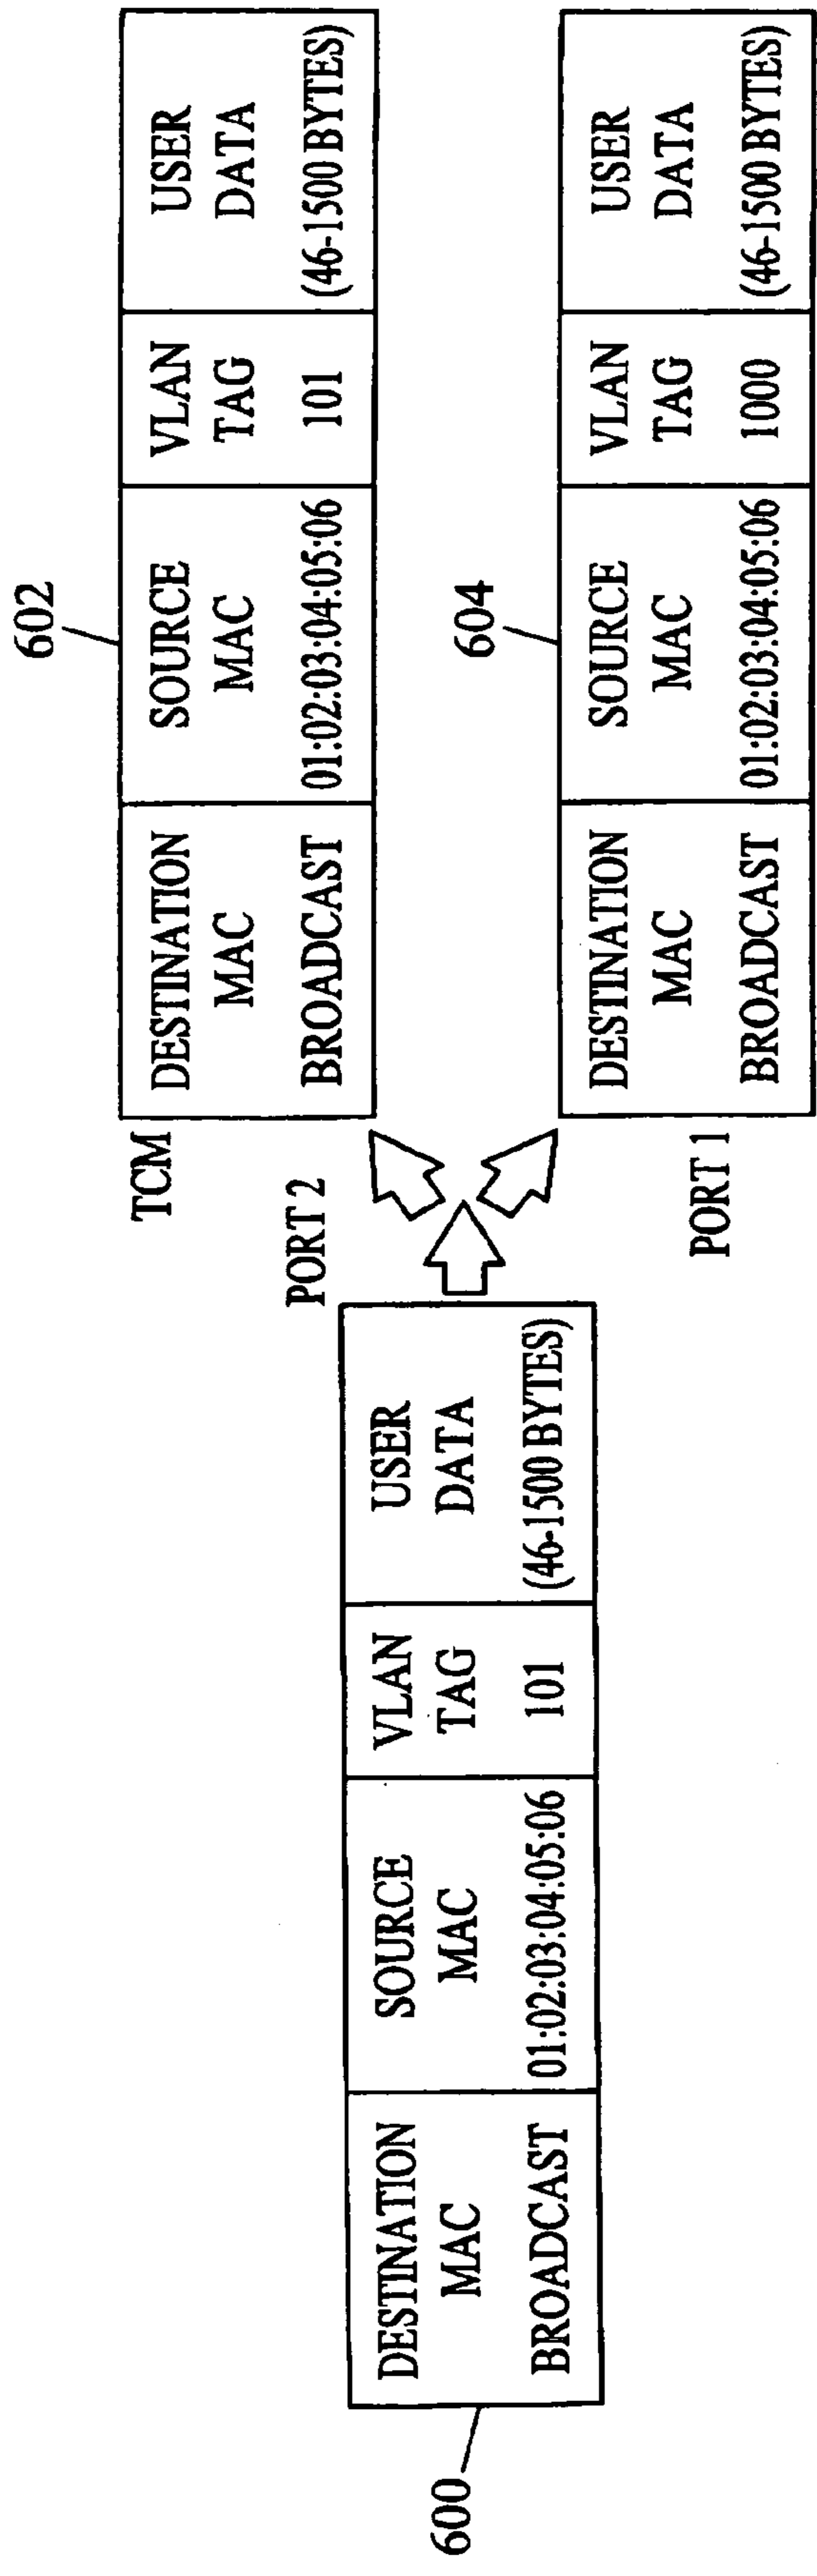 600
DESTINATION
MAC
BROADCAST
SOURCE
MAC
01:02:03:04:05:06
VLAN
TAG
101
USER
DATA
(46-1500 BYTES)
TCM
PORT 2
602
DESTINATION
MAC
BROADCAST
SOURCE
MAC
01:02:03:04:05:06
VLAN
TAG
101
USER
DATA
(46-1500 BYTES)
PORT 1
604
DESTINATION
MAC
BROADCAST
SOURCE
MAC
01:02:03:04:05:06
VLAN
TAG
1000
USER
DATA
(46-1500 BYTES)